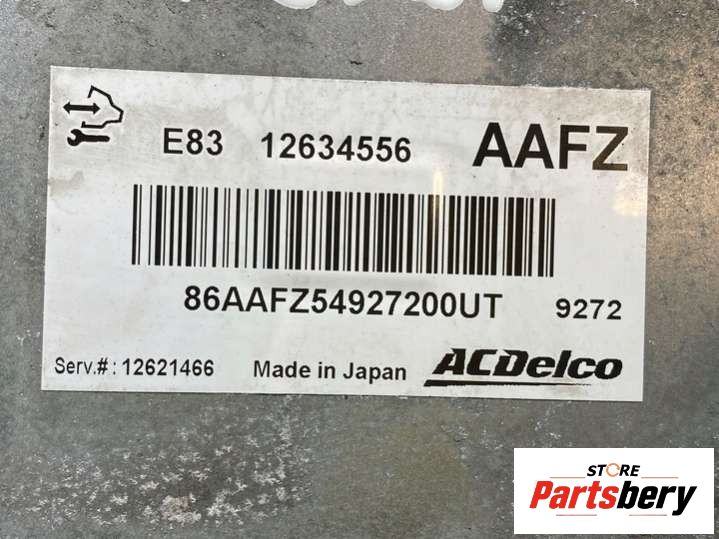 E83 12634556 AAFZ
86AAFZ54927200UT 9272
Serv.#: 12621466 Made in Japan ACDelco
STORE
Partsbery